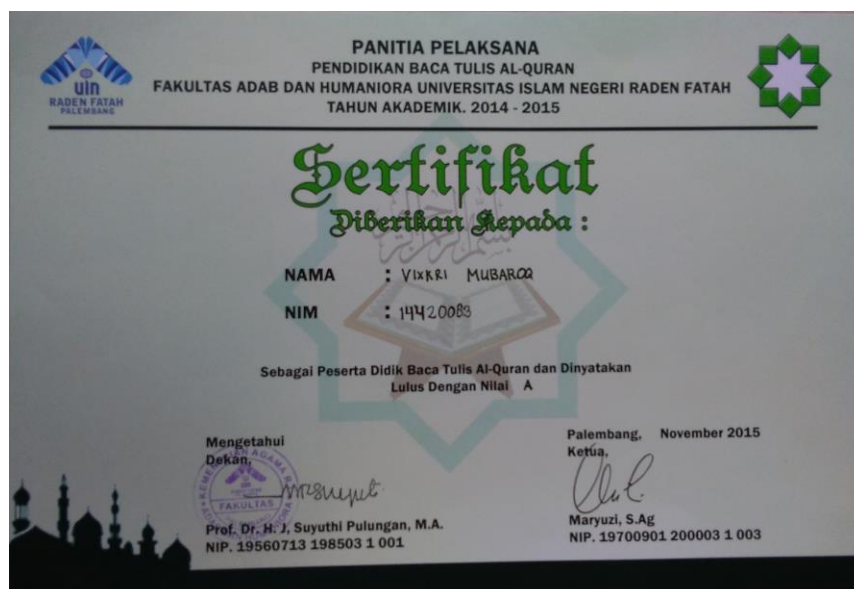 PANITIA PELAKSANA
PENDIDIKAN BACA TULIS AL-QURAN
FAKULTAS ADAB DAN HUMANIORA UNIVERSITAS ISLAM NEGERI RADEN FATAH
TAHUN AKADEMIK. 2014 - 2015
uin
RADEN FATAH
PALEMBANG
Sertifikat
Diberikan Kepada :
NAMA : VIXKRI MUBAROQ
NIM : 14420083
Sebagai Peserta Didik Baca Tulis Al-Quran dan Dinyatakan
Lulus Dengan Nilai A
Mengetahui
Dekan,
KEMENTERIAN AGAMA
FAKULTAS
Prof. Dr. H. J. Suyuthi Pulungan, M.A.
NIP. 19560713 198503 1 001
Palembang, November 2015
Ketua,
Maryuzi, S.Ag
NIP. 19700901 200003 1 003